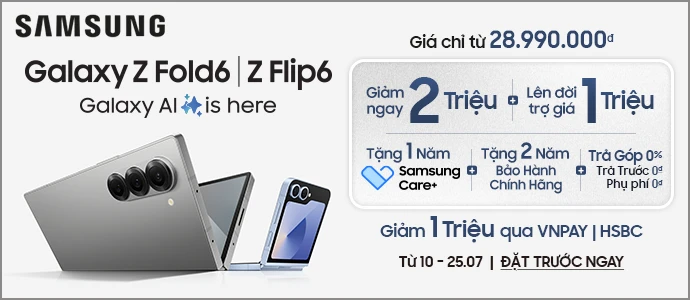 SAMSUNG
Galaxy Z Fold6 | Z Flip6
Galaxy AI is here
Giá chỉ từ 28.990.000đ
Giảm ngay 2 Triệu + Lên đời trợ giá 1 Triệu
Tặng 1 Năm
Samsung Care+
+
Tặng 2 Năm
Bảo Hành
Chính Hãng
+
Trả Góp 0%
Trả Trước 0đ
Phụ phí 0đ
Giảm 1 Triệu qua VNPAY | HSBC
Từ 10 - 25.07 | ĐẶT TRƯỚC NGAY